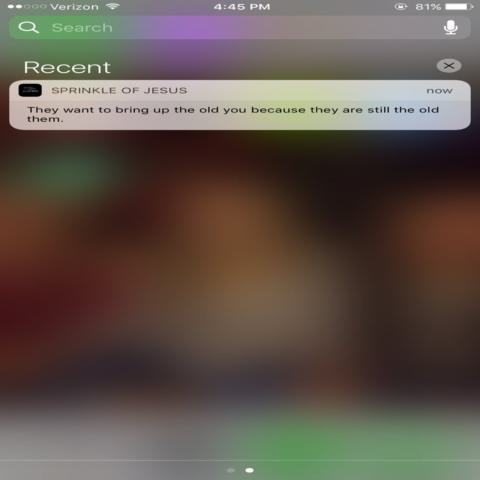 Verizon 4:45 PM 81%
Search
Recent
SPRINKLE OF JESUS now
They want to bring up the old you because they are still the old
them.